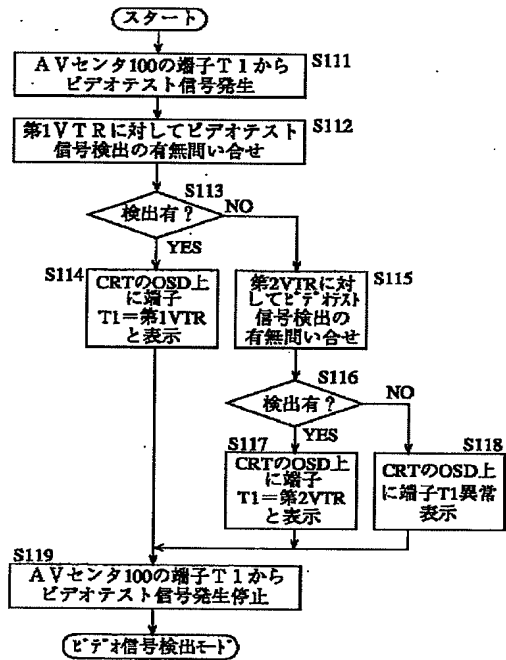 スタート
S111
AVセンタ100の端子T1から
ビデオテスト信号発生
S112
第1VTRに対してビデオテスト
信号検出の有無問い合せ
S113
検出有?
NO
YES
S114
CRTのOSD上
に端子
T1=第1VTR
と表示
S115
第2VTRに対
してビデオテスト
信号検出の
有無問い合せ
S116
検出有?
NO
YES
S117
CRTのOSD上
に端子
T1=第2VTR
と表示
S118
CRTのOSD上
に端子T1異常
表示
S119
AVセンタ100の端子T1から
ビデオテスト信号発生停止
ビデオ信号検出モード